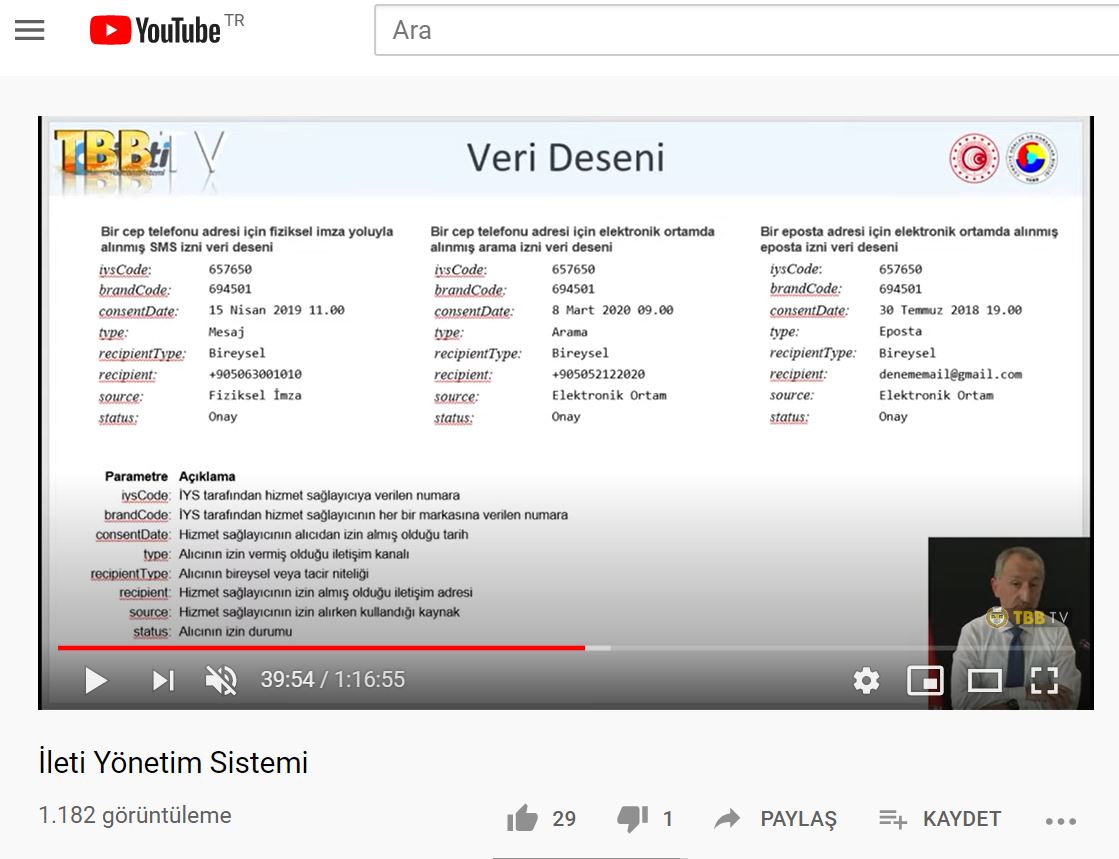 YouTube TR
Ara
TBBti TV
Veri Deseni
Bir cep telefonu adresi için fiziksel imza yoluyla
alınmış SMS izni veri deseni
iysCode: 657650
brandCode: 694501
consentDate: 15 Nisan 2019 11.00
type: Mesaj
recipientType: Bireysel
recipient: +905063001010
source: Fiziksel İmza
status: Onay
Bir cep telefonu adresi için elektronik ortamda
alınmış arama izni veri deseni
iysCode: 657650
brandCode: 694501
consentDate: 8 Mart 2020 09.00
type: Arama
recipientType: Bireysel
recipient: +905052122020
source: Elektronik Ortam
status: Onay
Bir eposta adresi için elektronik ortamda alınmış
eposta izni veri deseni
iysCode: 657650
brandCode: 694501
consentDate: 30 Temmuz 2018 19.00
type: Eposta
recipientType: Bireysel
recipient: denememail@gmail.com
source: Elektronik Ortam
status: Onay
Parametre Açıklama
iysCode: İYS tarafından hizmet sağlayıcıya verilen numara
brandCode: İYS tarafından hizmet sağlayıcının her bir markasına verilen numara
consentDate: Hizmet sağlayıcının alıcıdan izin almış olduğu tarih
type: Alıcının izin vermiş olduğu iletişim kanalı
recipientType: Alıcının bireysel veya tacir niteliği
recipient: Hizmet sağlayıcının izin almış olduğu iletişim adresi
source: Hizmet sağlayıcının izin alırken kullandığı kaynak
status: Alıcının izin durumu
TBB TV
39:54 / 1:16:55
İleti Yönetim Sistemi
1.182 görüntüleme
29
1
PAYLAŞ
KAYDET